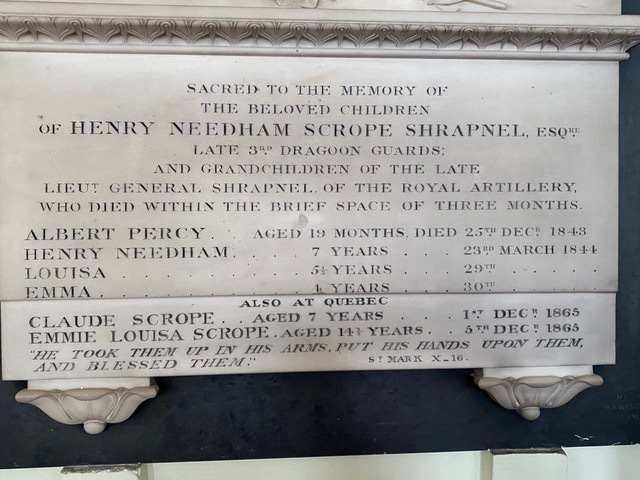 SACRED TO THE MEMORY OF
THE BELOVED CHILDREN
OF HENRY NEEDHAM SCROPE SHRAPNEL, ESQRE
LATE 3RD DRAGOON GUARDS;
AND GRANDCHILDREN OF THE LATE
LIEUT GENERAL SHRAPNEL, OF THE ROYAL ARTILLERY,
WHO DIED WITHIN THE BRIEF SPACE OF THREE MONTHS.
ALBERT PERCY. AGED 19 MONTHS, DIED 25TH DECR 1843
HENRY NEEDHAM. . . . . 7 YEARS . . . 23RD MARCH 1844
LOUISA . . . . . . . . 5½ YEARS . . . 29TH . . . . .
EMMA. . . . . . . . . 4 YEARS . . . 30TH . . . . .
ALSO AT QUEBEC
CLAUDE SCROPE. . AGED 7 YEARS . . . . 1ST DECR 1865
EMMIE LOUISA SCROPE. AGED 14½ YEARS. . 5TH DECR 1865
"HE TOOK THEM UP IN HIS ARMS, PUT HIS HANDS UPON THEM,
AND BLESSED THEM." ST MARK X_16.